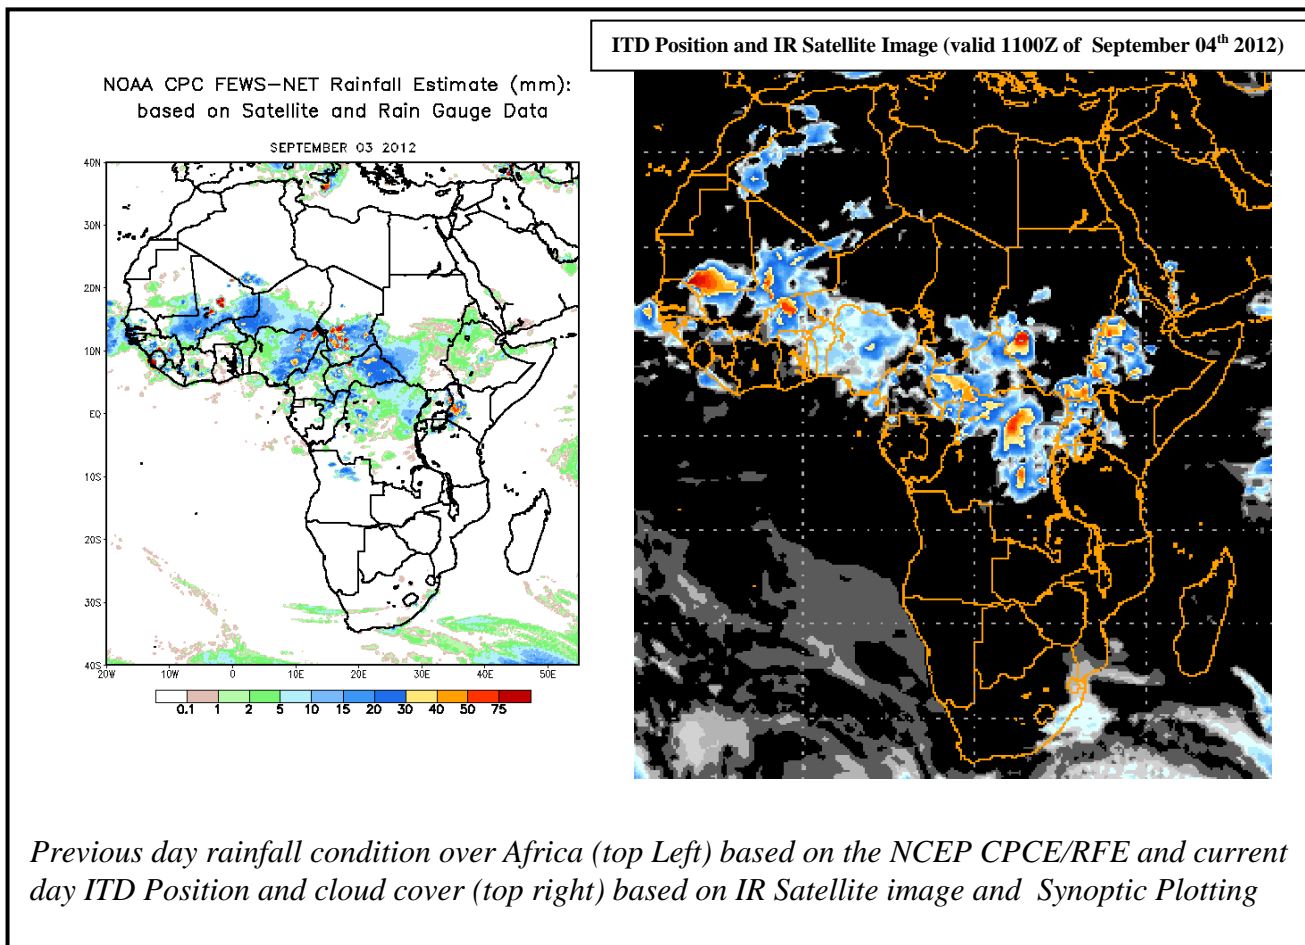 ITD Position and IR Satellite Image (valid 1100Z of September 04th 2012)
NOAA CPC FEWS-NET Rainfall Estimate (mm):
based on Satellite and Rain Gauge Data
SEPTEMBER 03 2012
40N
30N
20N
10N
EQ
10S
20S
30S
40S
20W 10W 0 10E 20E 30E 40E 50E
0.1 1 2 5 10 15 20 30 40 50 75
Previous day rainfall condition over Africa (top Left) based on the NCEP CPCE/RFE and current
day ITD Position and cloud cover (top right) based on IR Satellite image and Synoptic Plotting